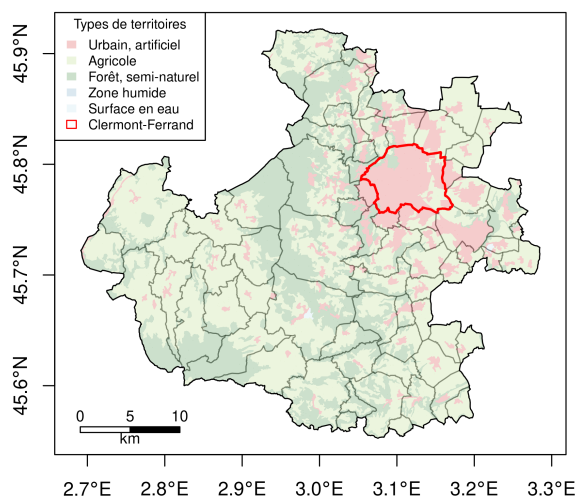 Types de territoires
Urbain, artificiel
Agricole
Forêt, semi-naturel
Zone humide
Surface en eau
Clermont-Ferrand
45.9°N
45.8°N
45.7°N
45.6°N
0 5 10
km
2.7°E 2.8°E 2.9°E 3.0°E 3.1°E 3.2°E 3.3°E